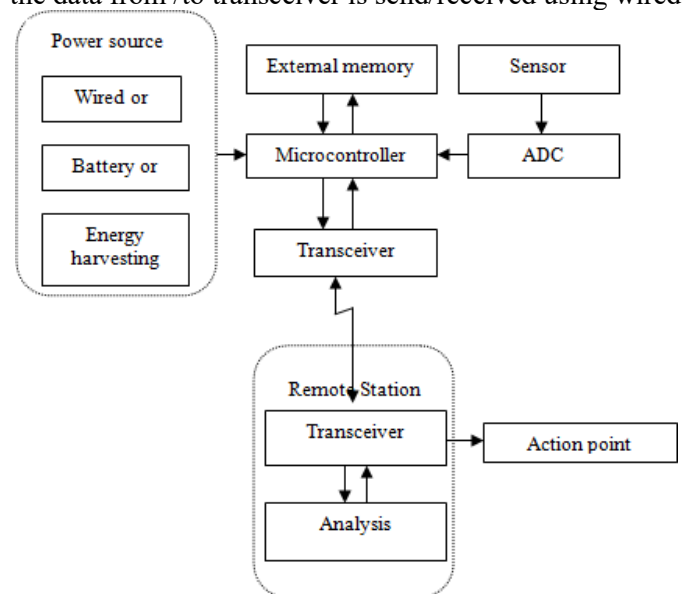 the data from /to transceiver is send/received using wired
Power source
External memory
Sensor
Wired or
Microcontroller
ADC
Battery or
Energy
harvesting
Transceiver
Remote Station
Transceiver
Action point
Analysis